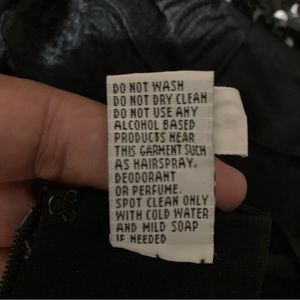 DO NOT WASH
DO NOT DRY CLEAN
DO NOT USE ANY
ALCOHOL BASED
PRODUCTS NEAR
THIS GARMENT SUCH
AS HAIRSPRAY,
DEODORANT
OR PERFUME.
SPOT CLEAN ONLY
WITH COLD WATER
AND MILD SOAP
IF NEEDED